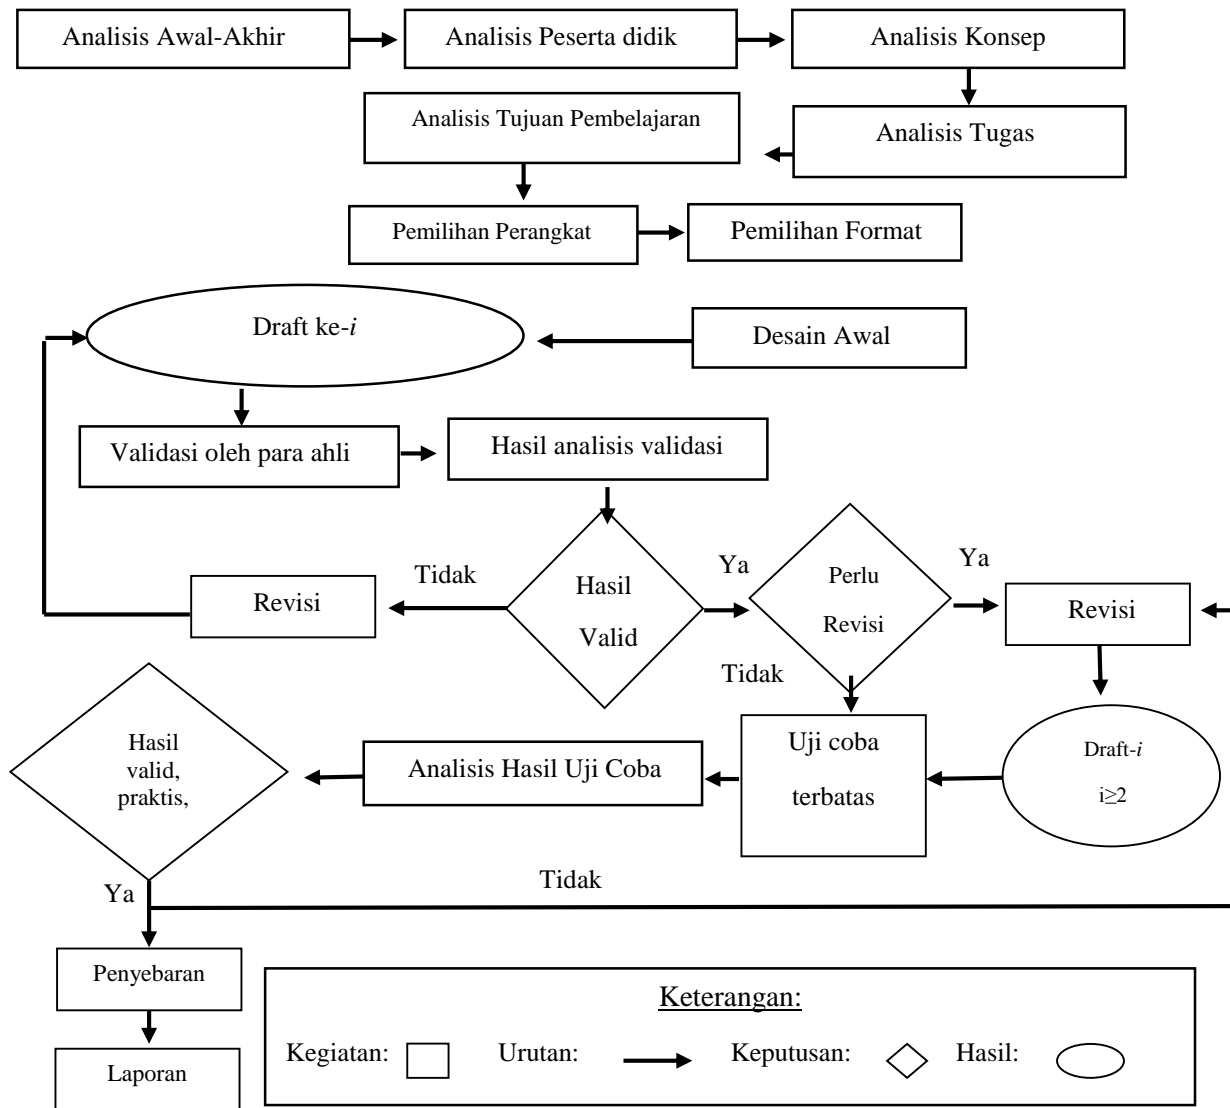 Analisis Awal-Akhir
Analisis Peserta didik
Analisis Konsep
Analisis Tujuan Pembelajaran
Analisis Tugas
Pemilihan Perangkat
Pemilihan Format
Draft ke-i
Desain Awal
Validasi oleh para ahli
Hasil analisis validasi
Tidak
Ya
Ya
Revisi
Hasil
Valid
Perlu
Revisi
Revisi
Tidak
Hasil
valid,
praktis,
Analisis Hasil Uji Coba
Uji coba
terbatas
Draft-i
i≥2
Ya
Tidak
Penyebaran
Laporan
Keterangan:
Kegiatan:
Urutan:
Keputusan:
Hasil: